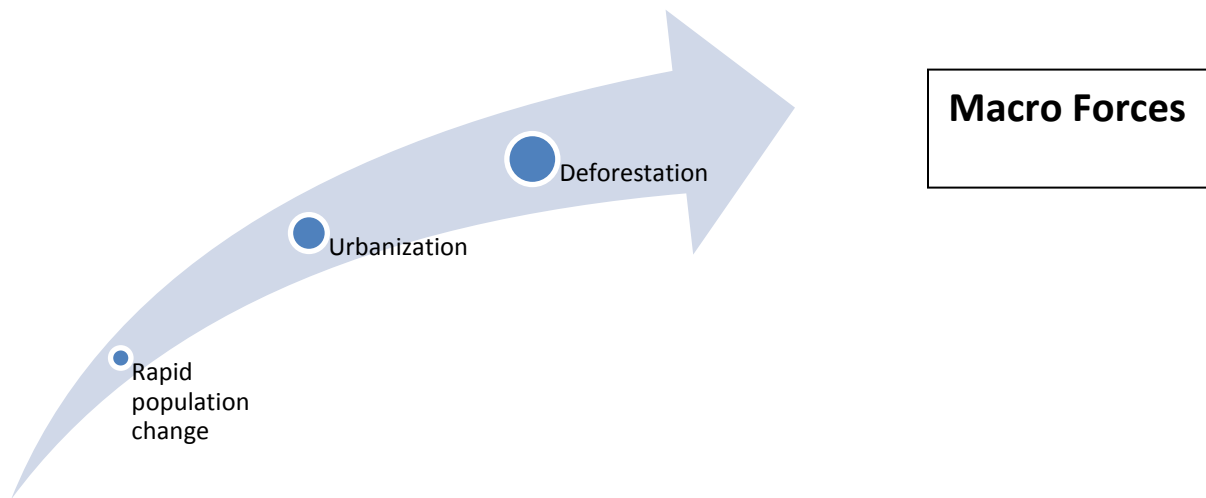 Macro Forces
Deforestation
Urbanization
Rapid
population
change